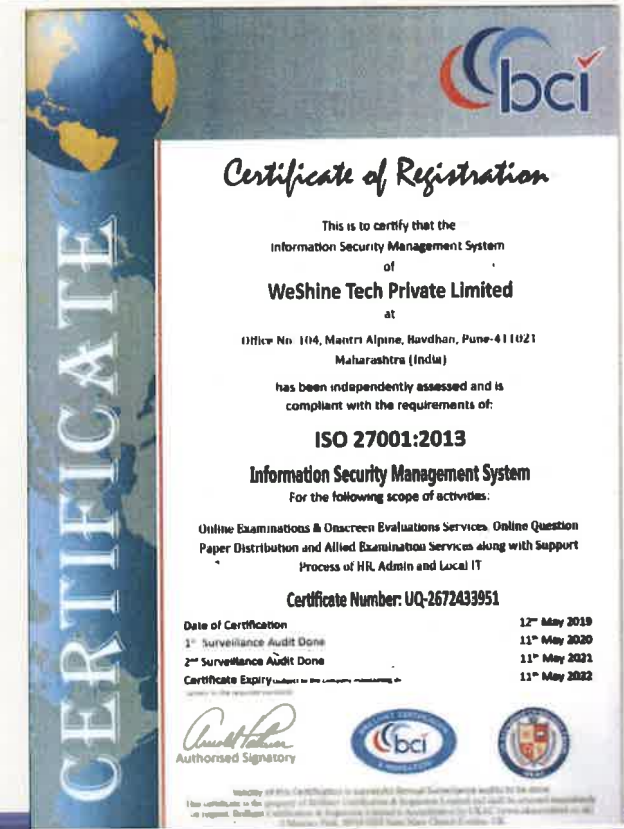 bci
CERTIFICATE
Certificate of Registration
This is to certify that the
Information Security Management System
of
WeShine Tech Private Limited
at
Office No. 104, Mantri Alpine, Bavdhan, Pune-411021
Maharashtra (India)
has been independently assessed and is
compliant with the requirements of:
ISO 27001:2013
Information Security Management System
For the following scope of activities:
Online Examinations & Onscreen Evaluations Services, Online Question
Paper Distribution and Allied Examination Services along with Support
Process of HR, Admin and Local IT
Certificate Number: UQ-2672433951
Date of Certification 12th May 2019
1st Surveillance Audit Done 11th May 2020
2nd Surveillance Audit Done 11th May 2021
Certificate Expiry 11th May 2022
Authorised Signatory
bci